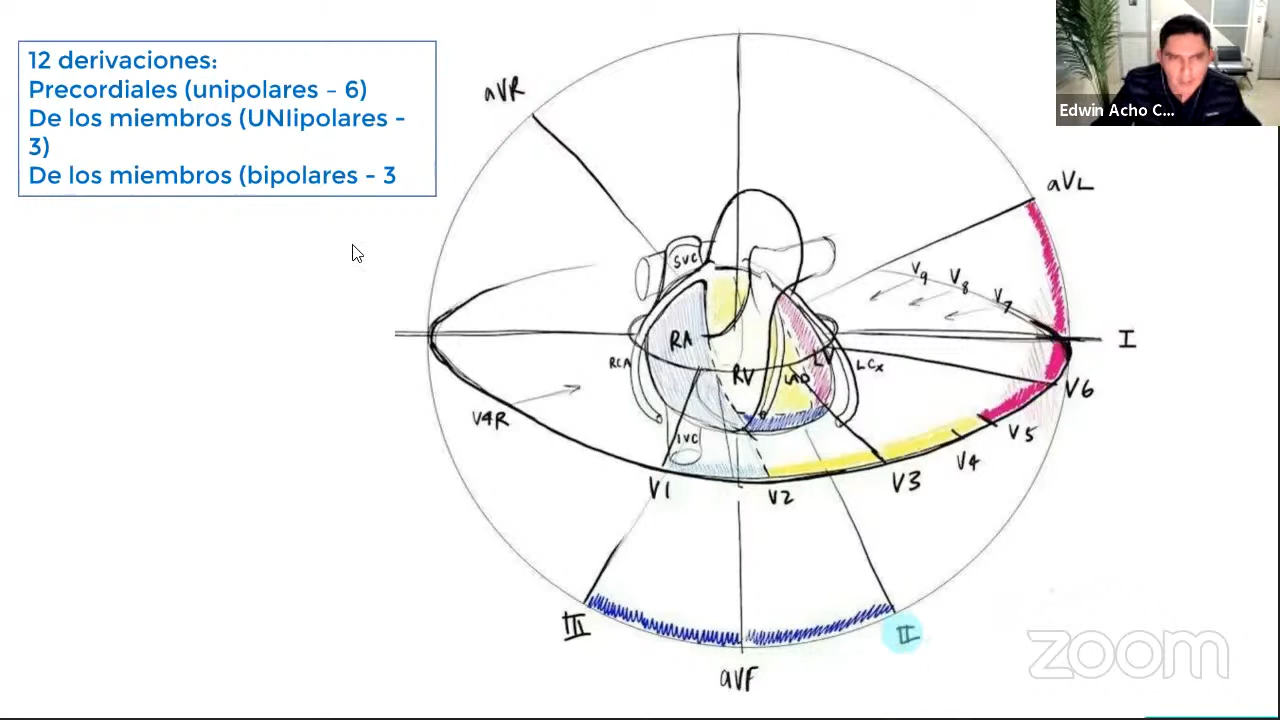 12 derivaciones:
Precordiales (unipolares – 6)
De los miembros (UNIipolares -
3)
De los miembros (bipolares - 3
Edwin Acho C...
aVR
aVL
SVC
V9
V8
V7
I
RA
RCA
RV
LAD
LV
LCx
V6
V4R
IVC
V5
V4
V3
V1
V2
III
II
aVF
zoom